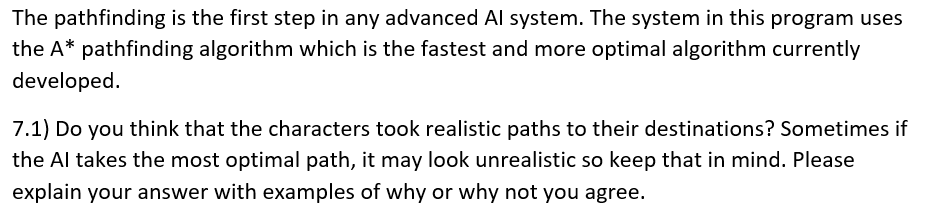 The pathfinding is the first step in any advanced AI system. The system in this program uses
the A* pathfinding algorithm which is the fastest and more optimal algorithm currently
developed.
7.1) Do you think that the characters took realistic paths to their destinations? Sometimes if
the AI takes the most optimal path, it may look unrealistic so keep that in mind. Please
explain your answer with examples of why or why not you agree.